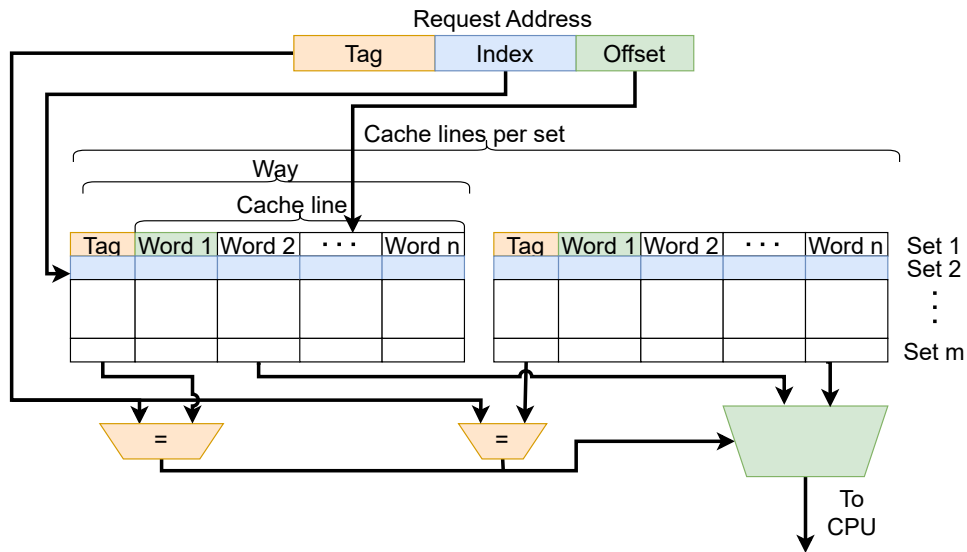 Request Address
Tag Index Offset
Cache lines per set
Way
Cache line
Tag Word 1 Word 2 ... Word n Tag Word 1 Word 2 ... Word n Set 1
Set 2
...
Set m
= =
To
CPU